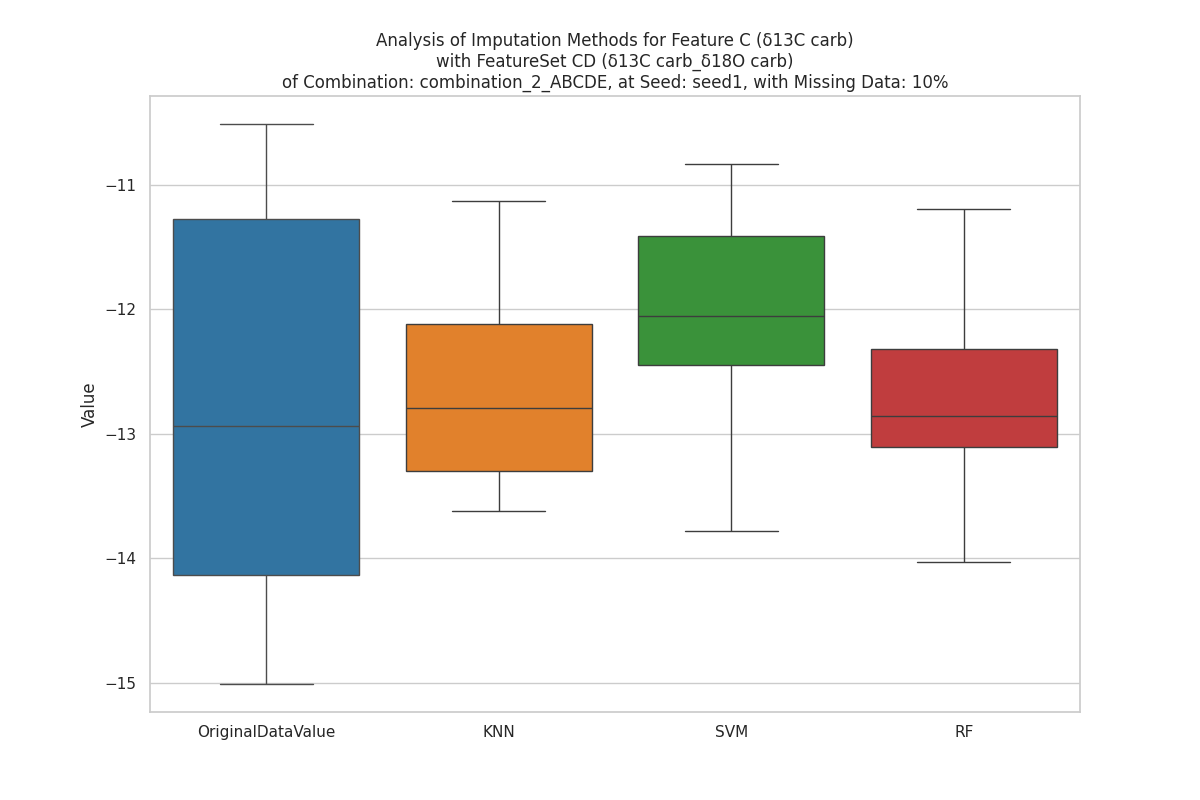 Analysis of Imputation Methods for Feature C (δ13C carb)
with FeatureSet CD (δ13C carb_δ18O carb)
of Combination: combination_2_ABCDE, at Seed: seed1, with Missing Data: 10%
Value
−11
−12
−13
−14
−15
OriginalDataValue
KNN
SVM
RF